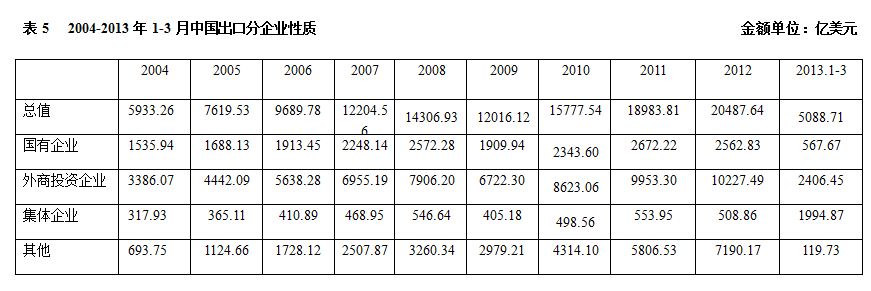 表 5 2004-2013 年 1-3 月中国出口分企业性质 金额单位：亿美元
2004 2005 2006 2007 2008 2009 2010 2011 2012 2013.1-3
总值 5933.26 7619.53 9689.78 12204.56 14306.93 12016.12 15777.54 18983.81 20487.64 5088.71
国有企业 1535.94 1688.13 1913.45 2248.14 2572.28 1909.94 2343.60 2672.22 2562.83 567.67
外商投资企业 3386.07 4442.09 5638.28 6955.19 7906.20 6722.30 8623.06 9953.30 10227.49 2406.45
集体企业 317.93 365.11 410.89 468.95 546.64 405.18 498.56 553.95 508.86 1994.87
其他 693.75 1124.66 1728.12 2507.87 3260.34 2979.21 4314.10 5806.53 7190.17 119.73